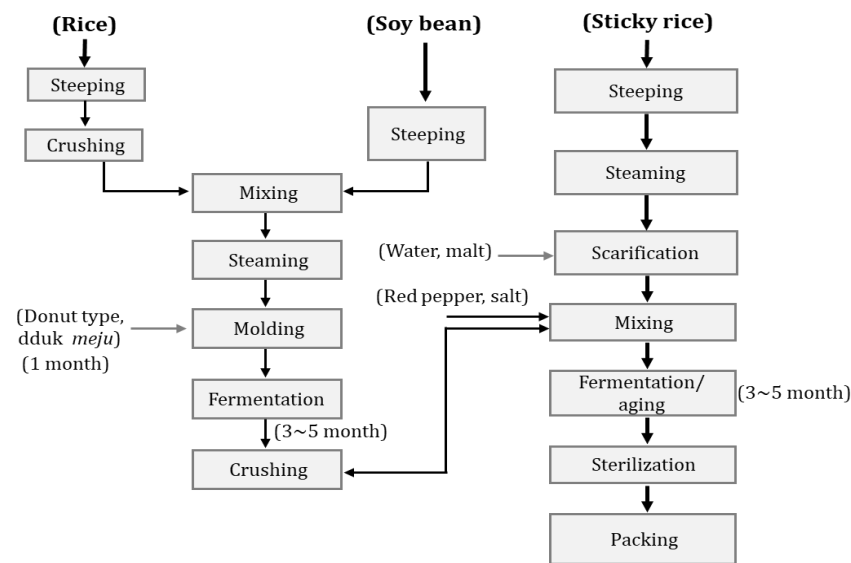 (Rice)
Steeping
Crushing
(Soy bean)
Steeping
Mixing
Steaming
(Donut type,
dduk meju)
(1 month)
Molding
Fermentation
(3~5 month)
Crushing
(Sticky rice)
Steeping
Steaming
(Water, malt)
Scarification
(Red pepper, salt)
Mixing
Fermentation/
aging
(3~5 month)
Sterilization
Packing